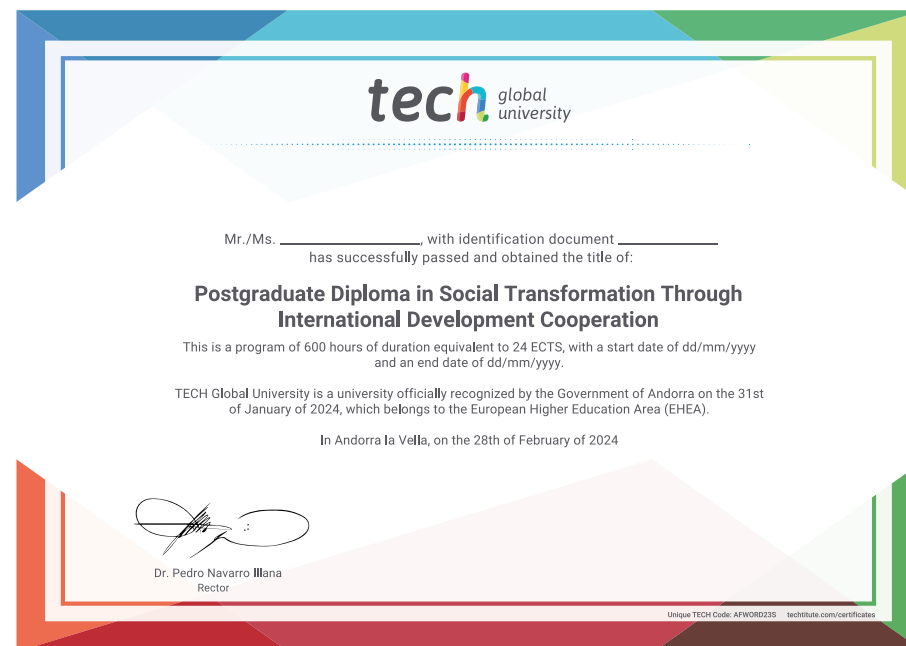 tech global
university
Mr./Ms. ____________________, with identification document ______________
has successfully passed and obtained the title of:
Postgraduate Diploma in Social Transformation Through
International Development Cooperation
This is a program of 600 hours of duration equivalent to 24 ECTS, with a start date of dd/mm/yyyy
and an end date of dd/mm/yyyy.
TECH Global University is a university officially recognized by the Government of Andorra on the 31st
of January of 2024, which belongs to the European Higher Education Area (EHEA).
In Andorra la Vella, on the 28th of February of 2024
Dr. Pedro Navarro Illana
Rector
Unique TECH Code: AFWORD23S techtitute.com/certificates